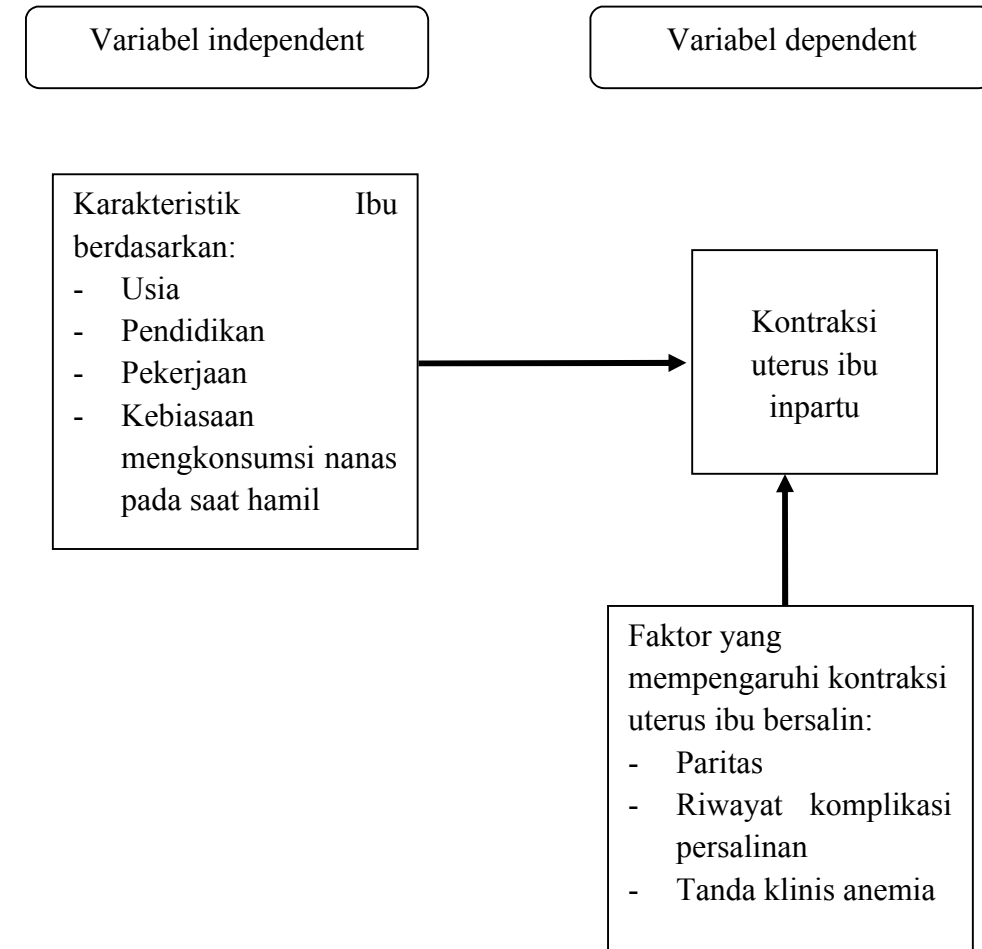 Variabel independent
Variabel dependent
Karakteristik Ibu
berdasarkan:
- Usia
- Pendidikan
- Pekerjaan
- Kebiasaan
mengkonsumsi nanas
pada saat hamil
Kontraksi
uterus ibu
inpartu
Faktor yang
mempengaruhi kontraksi
uterus ibu bersalin:
- Paritas
- Riwayat komplikasi
persalinan
- Tanda klinis anemia